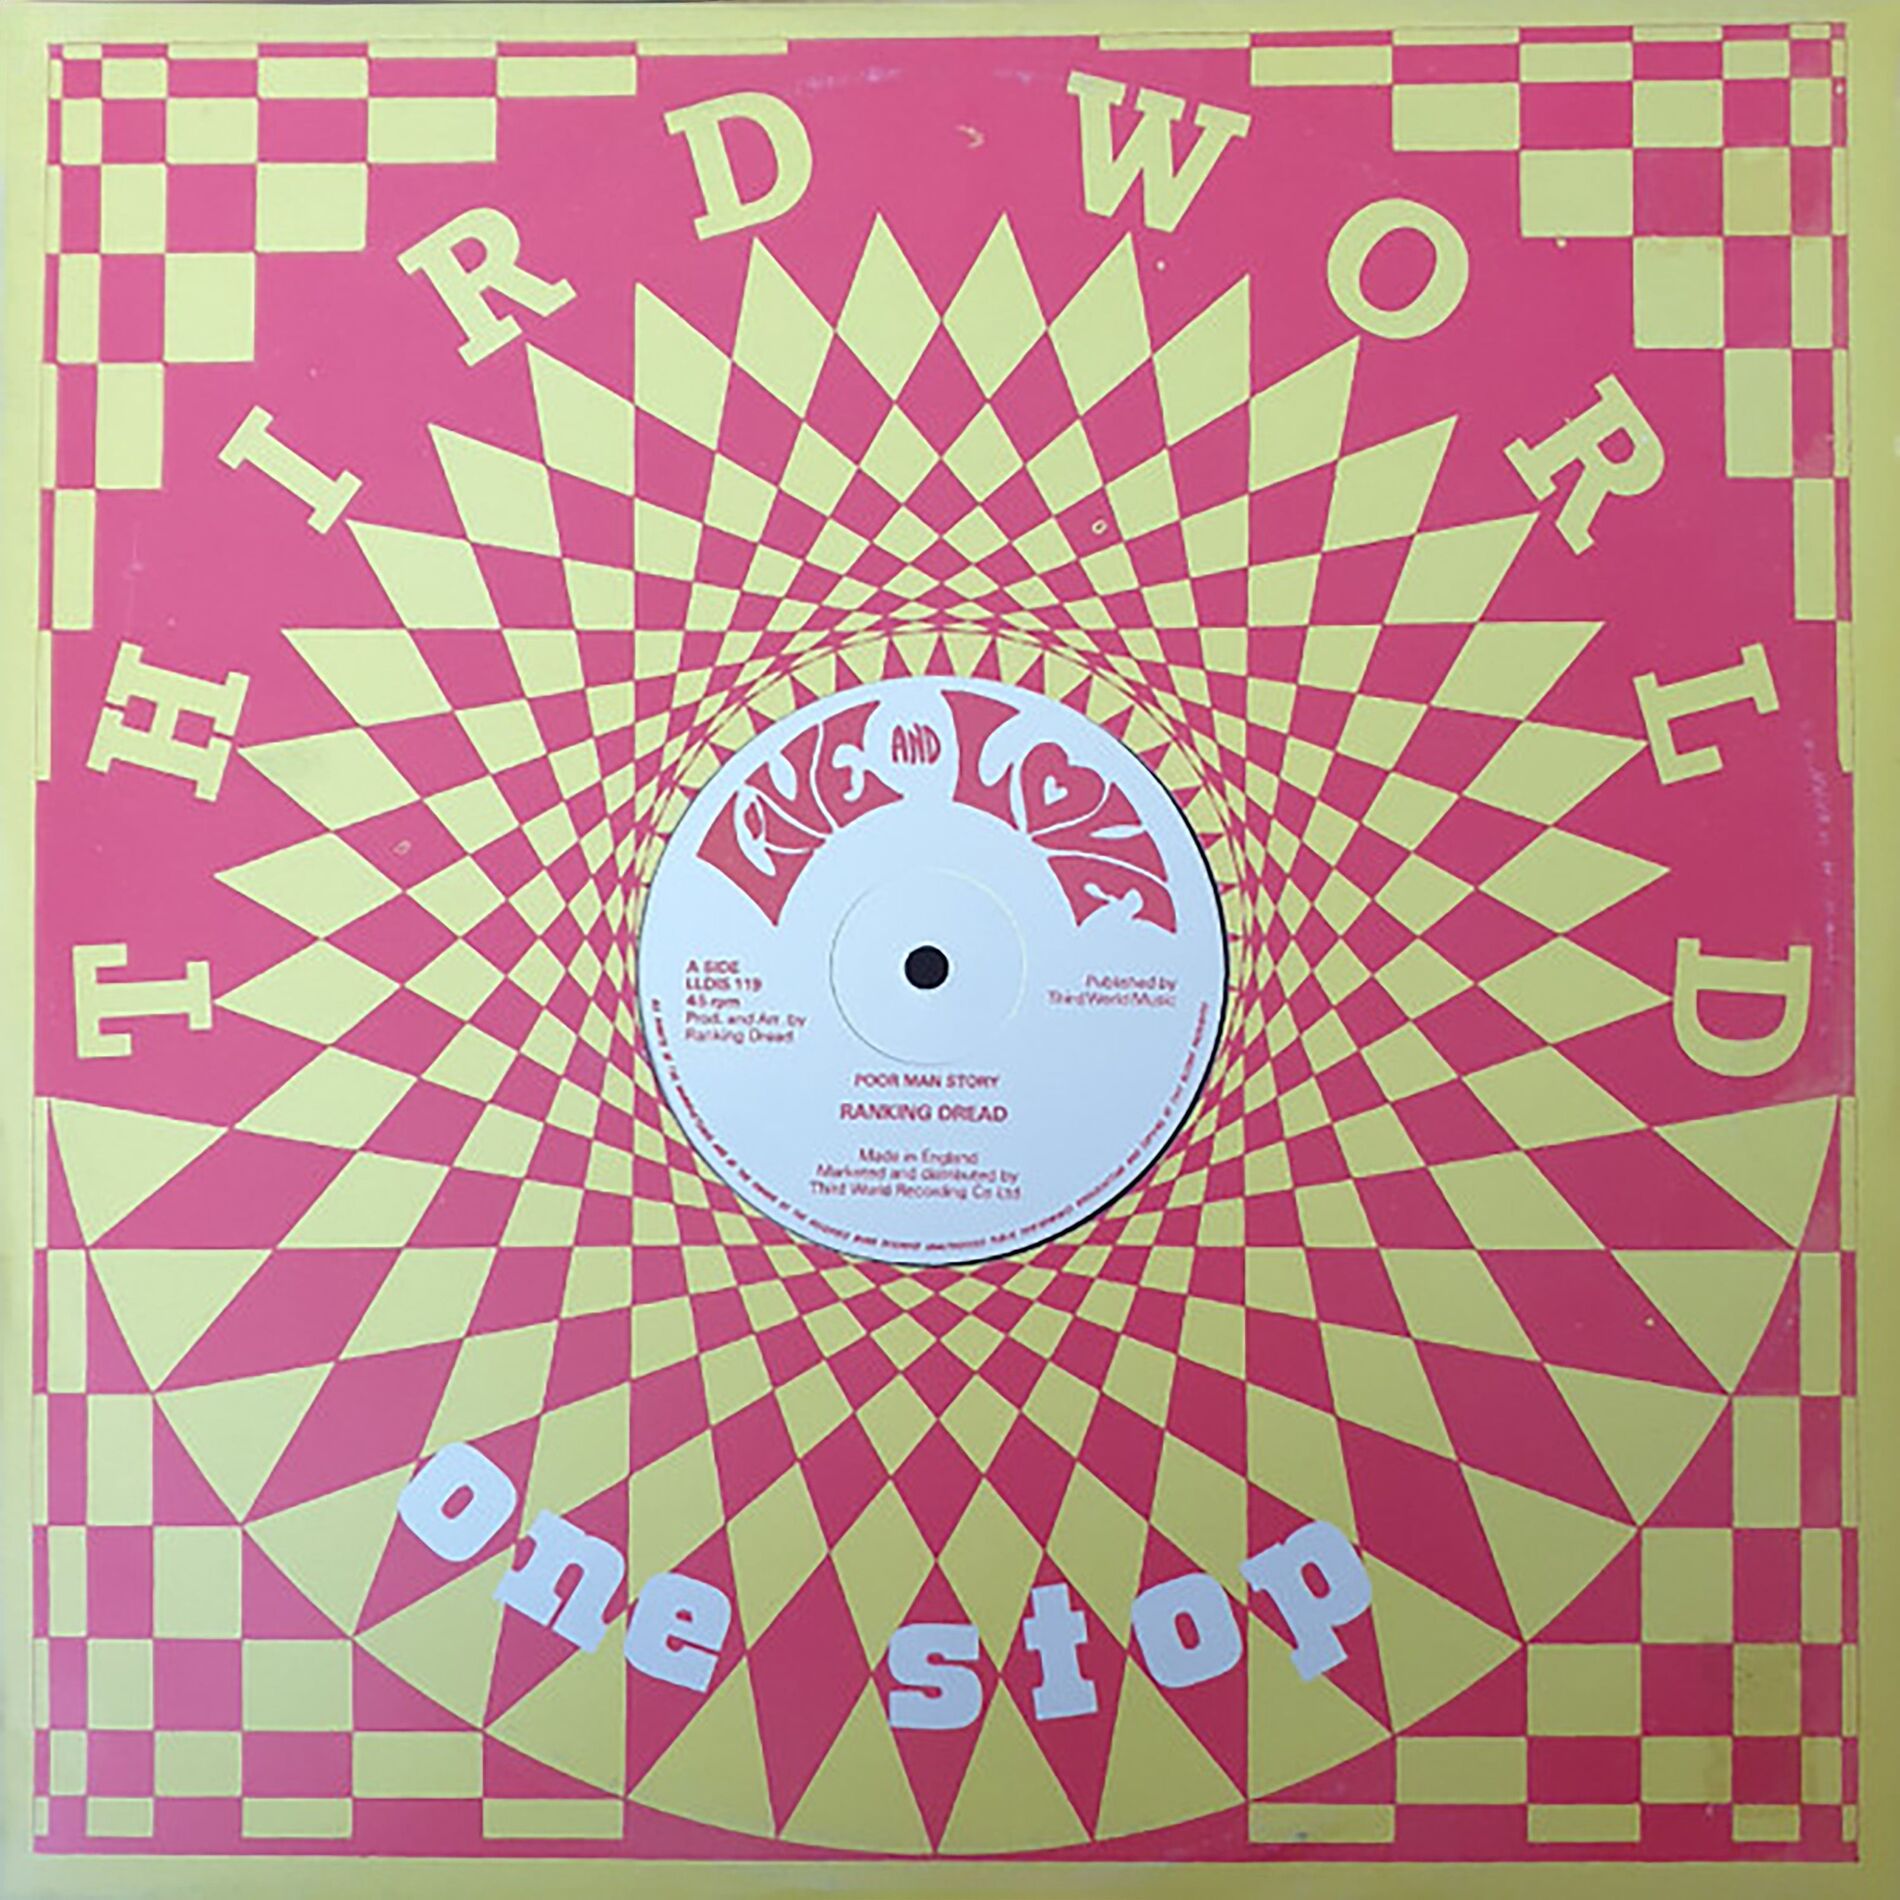 THIRD WORLD
LIVE AND LOVE
A SIDE
LLDIS 119
45 rpm
Prod. and Arr. by
Ranking Dread
Published by
Third World Music
POOR MAN STORY
RANKING DREAD
Made in England
Marketed and distributed by
Third World Recording Co Ltd.
one stop